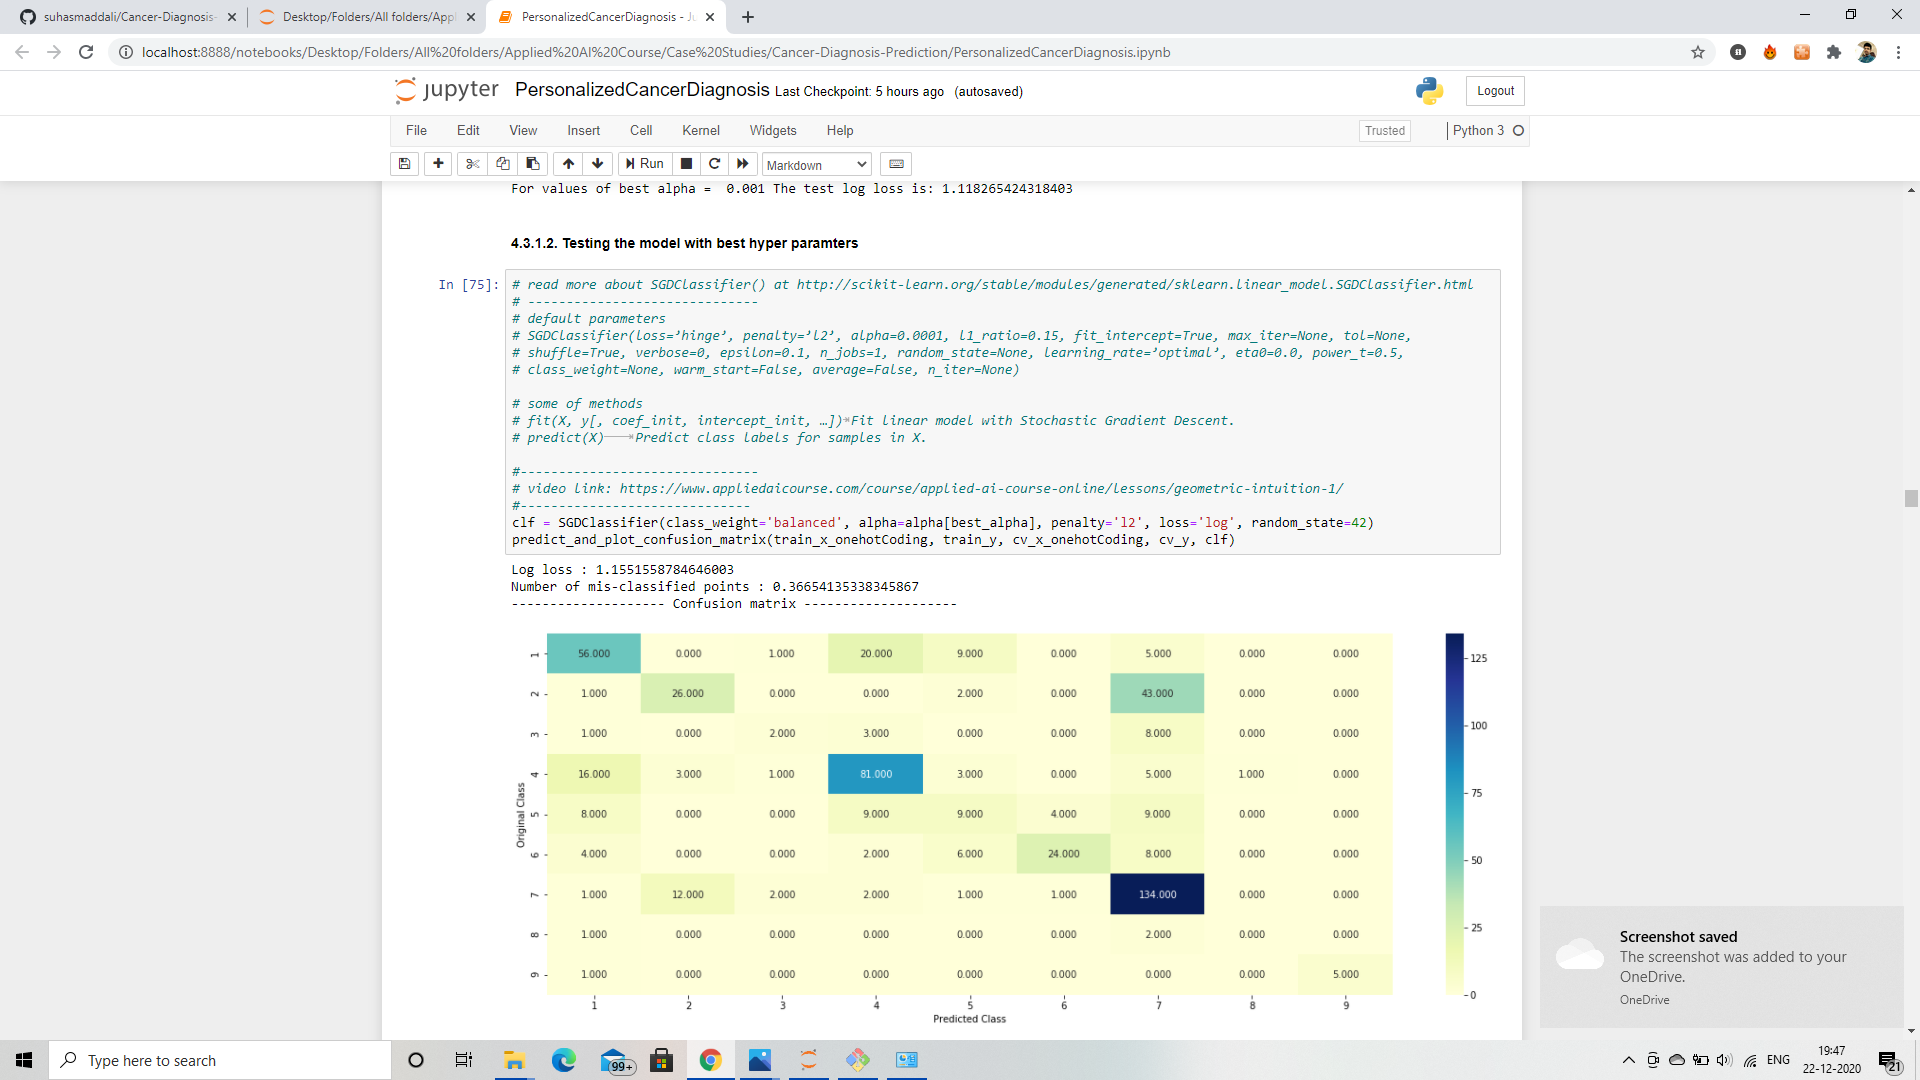 suhasmaddali/Cancer-Diagnosis-
Desktop/Folders/All folders/Appl
PersonalizedCancerDiagnosis - Ju
localhost:8888/notebooks/Desktop/Folders/All%20folders/Applied%20AI%20Course/Case%20Studies/Cancer-Diagnosis-Prediction/PersonalizedCancerDiagnosis.ipynb
jupyter PersonalizedCancerDiagnosis Last Checkpoint: 5 hours ago (autosaved)
Logout
File Edit View Insert Cell Kernel Widgets Help
Trusted
Python 3
Run
Markdown
For values of best alpha =  0.001 The test log loss is: 1.118265424318403
4.3.1.2. Testing the model with best hyper paramters
In [75]:
# read more about SGDClassifier() at http://scikit-learn.org/stable/modules/generated/sklearn.linear_model.SGDClassifier.html
# ------------------------------
# default parameters
# SGDClassifier(loss=’hinge’, penalty=’l2’, alpha=0.0001, l1_ratio=0.15, fit_intercept=True, max_iter=None, tol=None,
# shuffle=True, verbose=0, epsilon=0.1, n_jobs=1, random_state=None, learning_rate=’optimal’, eta0=0.0, power_t=0.5,
# class_weight=None, warm_start=False, average=False, n_iter=None)
# some of methods
# fit(X, y[, coef_init, intercept_init, …]) Fit linear model with Stochastic Gradient Descent.
# predict(X) Predict class labels for samples in X.
#-------------------------------
# video link: https://www.appliedaicourse.com/course/applied-ai-course-online/lessons/geometric-intuition-1/
#------------------------------
clf = SGDClassifier(class_weight='balanced', alpha=alpha[best_alpha], penalty='l2', loss='log', random_state=42)
predict_and_plot_confusion_matrix(train_x_onehotCoding, train_y, cv_x_onehotCoding, cv_y, clf)
Log loss : 1.1551558784646003
Number of mis-classified points : 0.36654135338345867
-------------------- Confusion matrix --------------------
1 56.000 0.000 1.000 20.000 9.000 0.000 5.000 0.000 0.000
2 1.000 26.000 0.000 0.000 2.000 0.000 43.000 0.000 0.000
3 1.000 0.000 2.000 3.000 0.000 0.000 8.000 0.000 0.000
4 16.000 3.000 1.000 81.000 3.000 0.000 5.000 1.000 0.000
5 8.000 0.000 0.000 9.000 9.000 4.000 9.000 0.000 0.000
6 4.000 0.000 0.000 2.000 6.000 24.000 8.000 0.000 0.000
7 1.000 12.000 2.000 2.000 1.000 1.000 134.000 0.000 0.000
8 1.000 0.000 0.000 0.000 0.000 0.000 2.000 0.000 0.000
9 1.000 0.000 0.000 0.000 0.000 0.000 0.000 0.000 5.000
Original Class
1 2 3 4 5 6 7 8 9
Predicted Class
125
100
75
50
25
0
Screenshot saved
The screenshot was added to your
OneDrive.
OneDrive
Type here to search
99+
ENG
19:47
22-12-2020
21